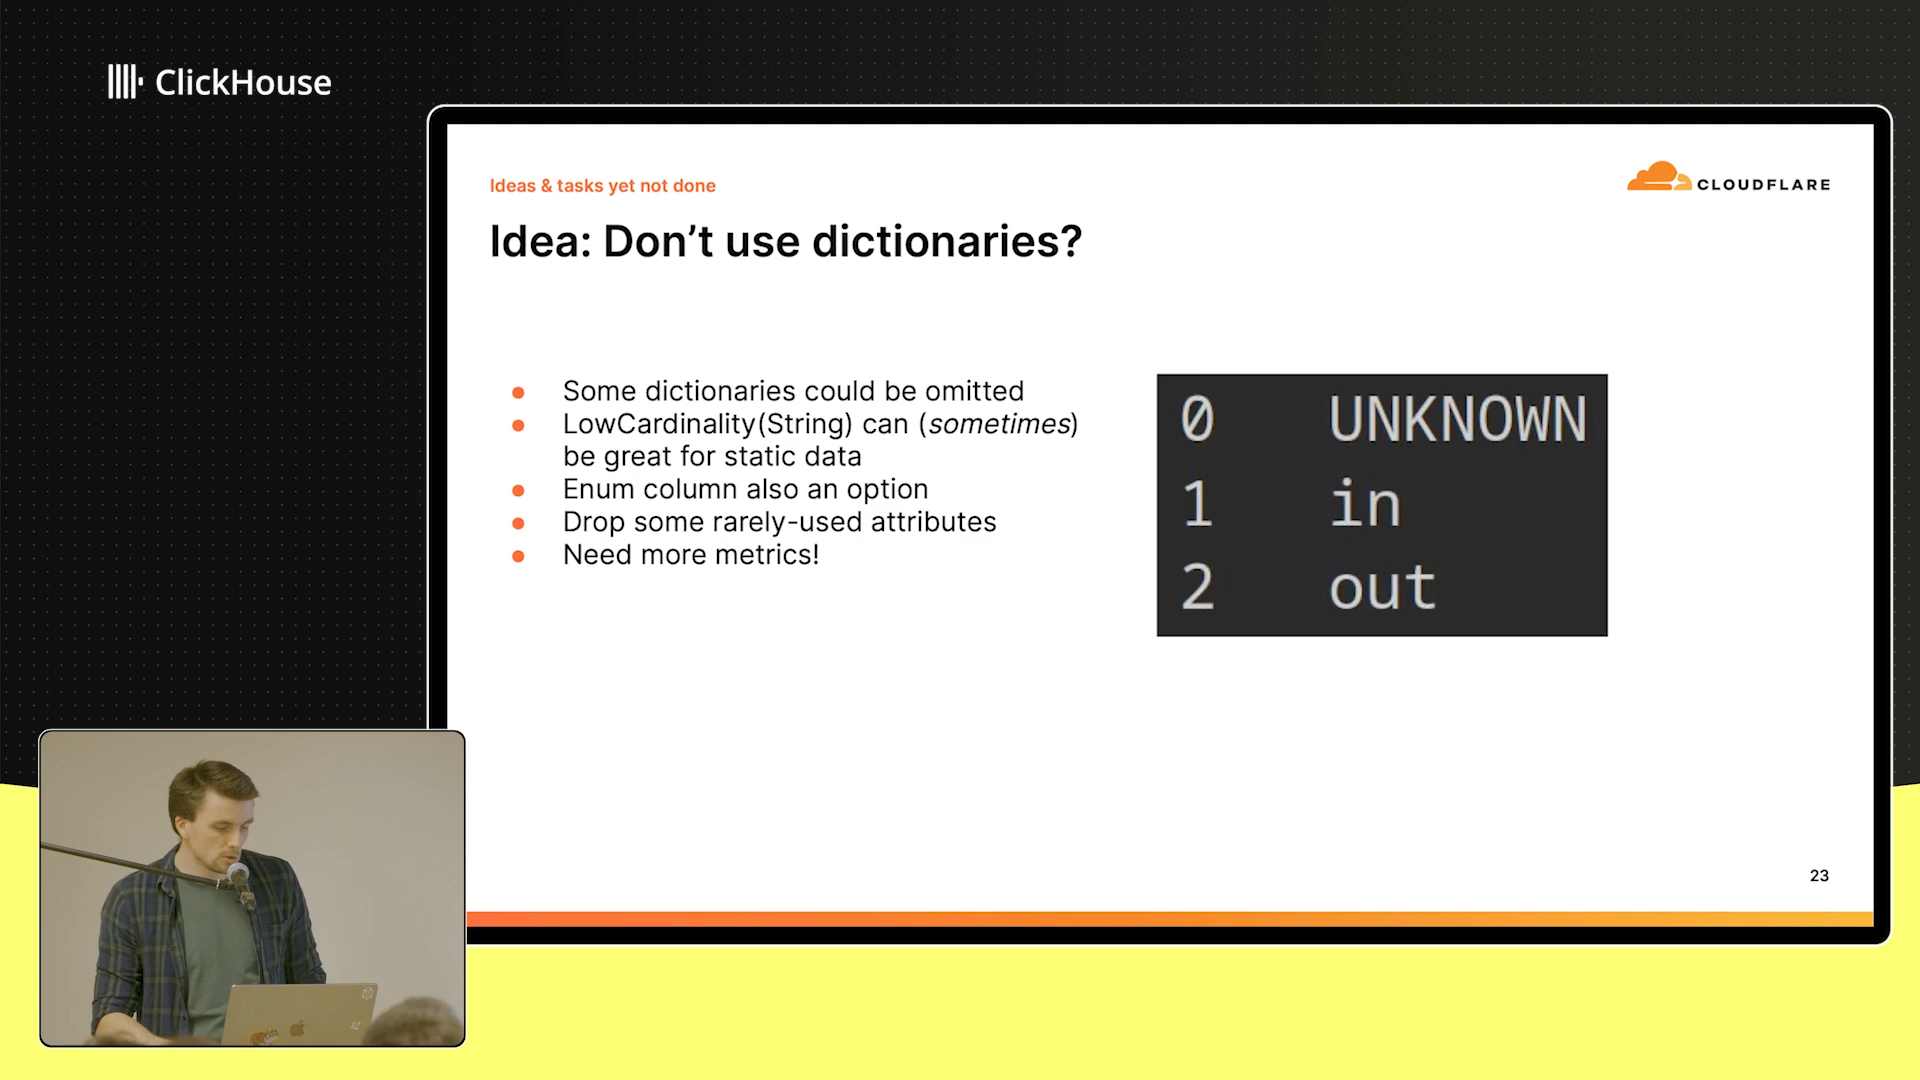 ClickHouse
Ideas & tasks yet not done
CLOUDFLARE
Idea: Don’t use dictionaries?
Some dictionaries could be omitted
LowCardinality(String) can (sometimes)
be great for static data
Enum column also an option
Drop some rarely-used attributes
Need more metrics!
0 UNKNOWN
1 in
2 out
23